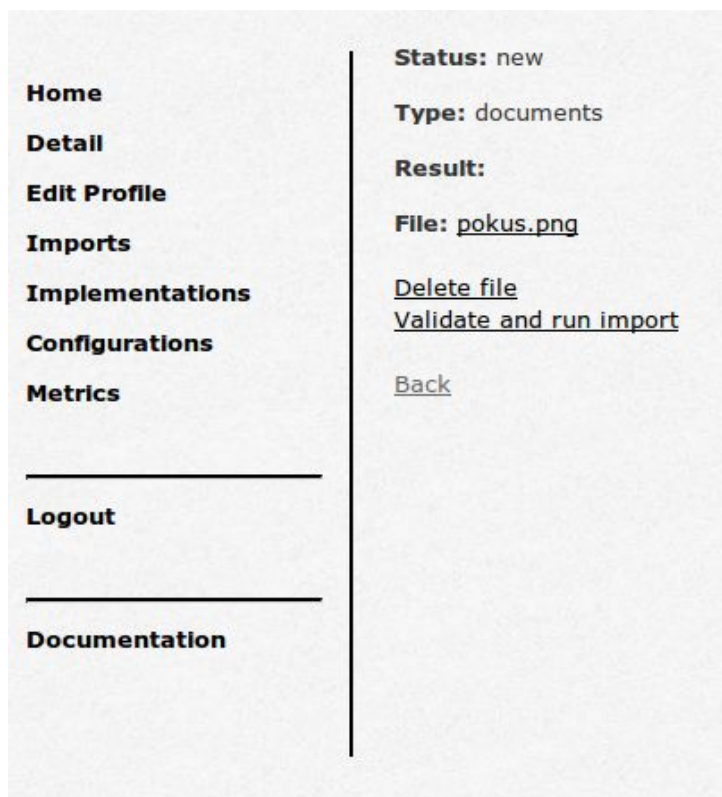 Home
Detail
Edit Profile
Imports
Implementations
Configurations
Metrics
Logout
Documentation
Status: new
Type: documents
Result:
File: pokus.png
Delete file
Validate and run import
Back